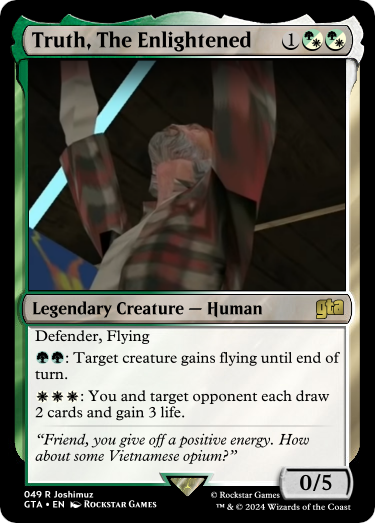 Truth, The Enlightened 1
Legendary Creature — Human gta
Defender, Flying
: Target creature gains flying until end of
turn.
: You and target opponent each draw
2 cards and gain 3 life.
“Friend, you give off a positive energy. How
about some Vietnamese opium?”
0/5
049 R Joshimuz © Rockstar Games
GTA • EN ROCKSTAR GAMES ™ & © 2024 Wizards of the Coast